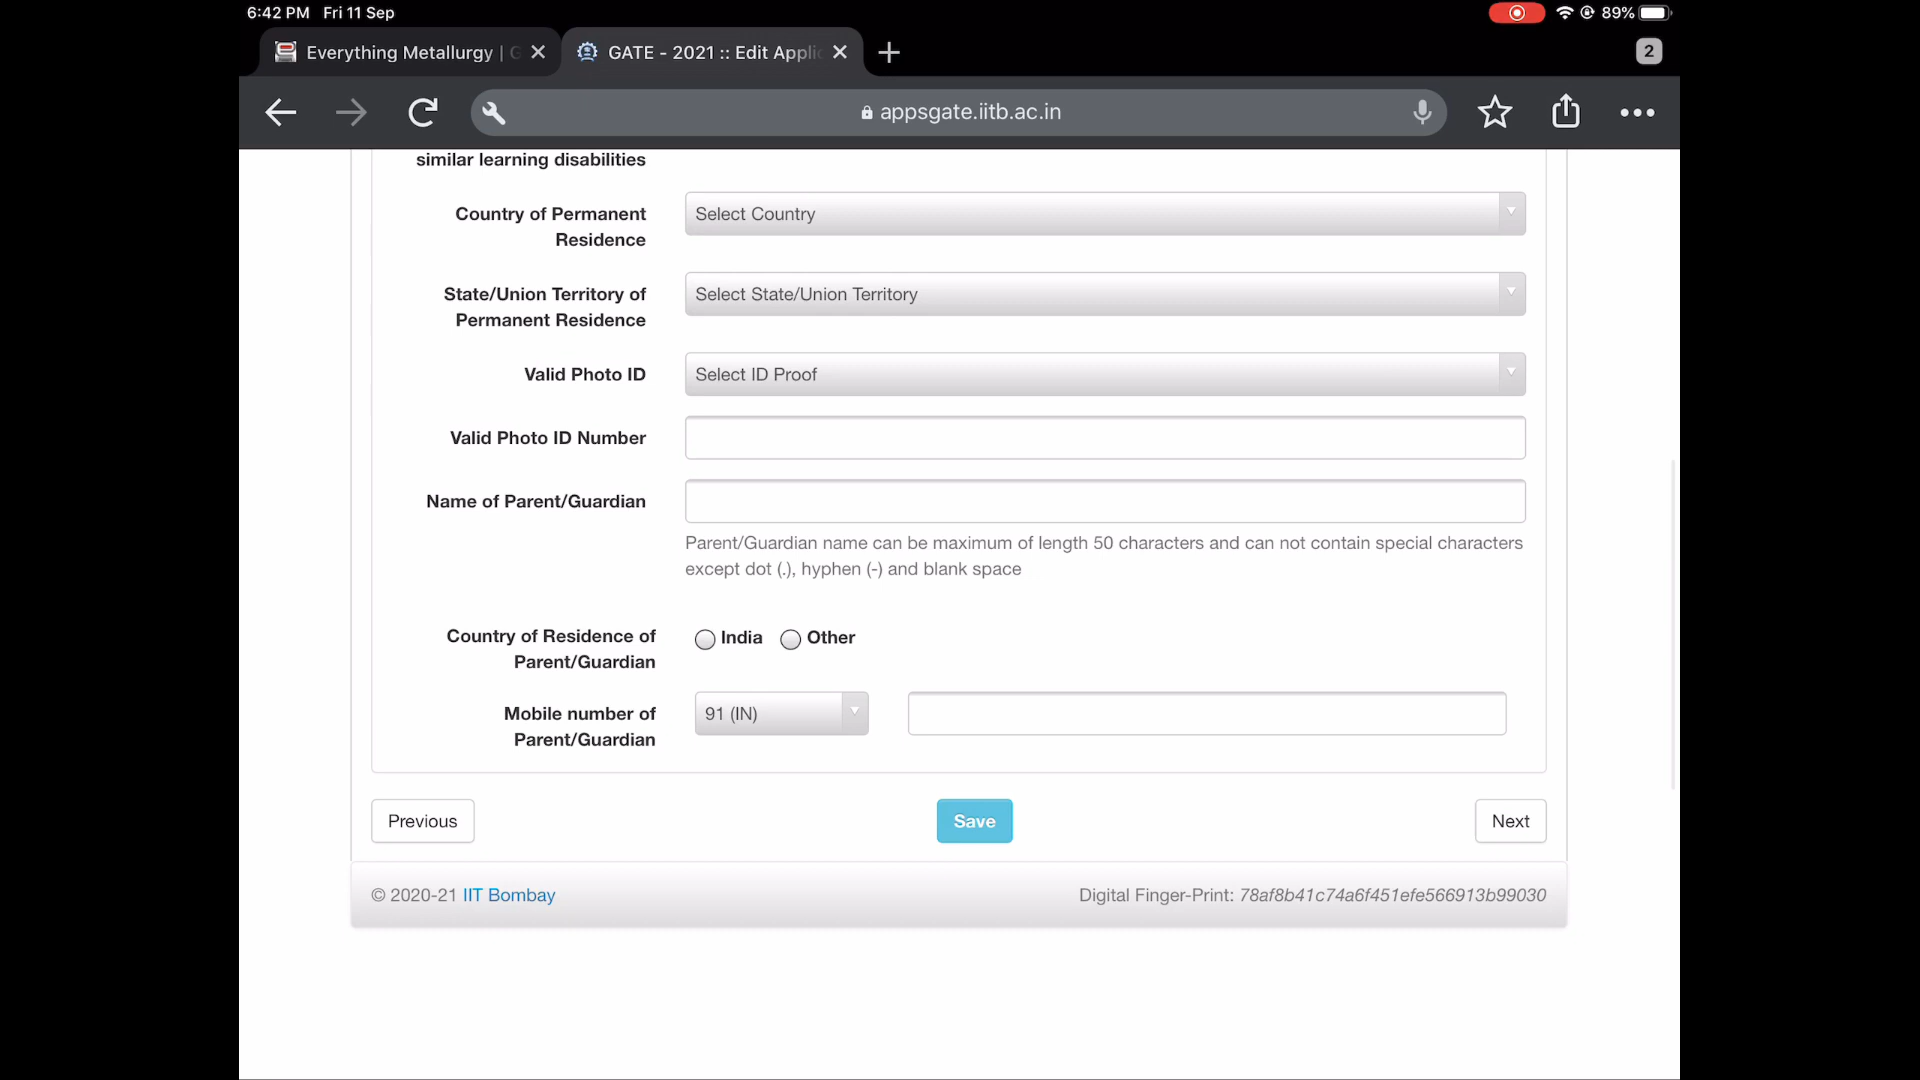 6:42 PM Fri 11 Sep
89%
Everything Metallurgy | G
GATE - 2021 :: Edit Applic
2
appsgate.iitb.ac.in
similar learning disabilities
Country of Permanent
Residence
Select Country
State/Union Territory of
Permanent Residence
Select State/Union Territory
Valid Photo ID
Select ID Proof
Valid Photo ID Number
Name of Parent/Guardian
Parent/Guardian name can be maximum of length 50 characters and can not contain special characters
except dot (.), hyphen (-) and blank space
Country of Residence of
Parent/Guardian
India Other
Mobile number of
Parent/Guardian
91 (IN)
Previous
Save
Next
© 2020-21 IIT Bombay
Digital Finger-Print: 78af8b41c74a6f451efe566913b99030